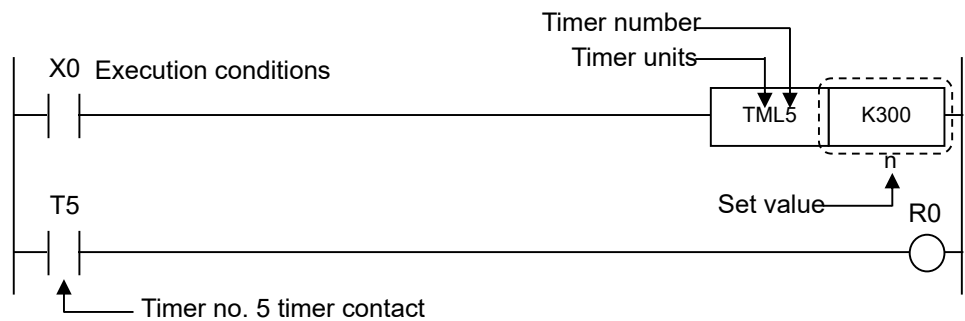 Timer number
Timer units
X0 Execution conditions
TML5 K300
n
Set value
T5
R0
Timer no. 5 timer contact